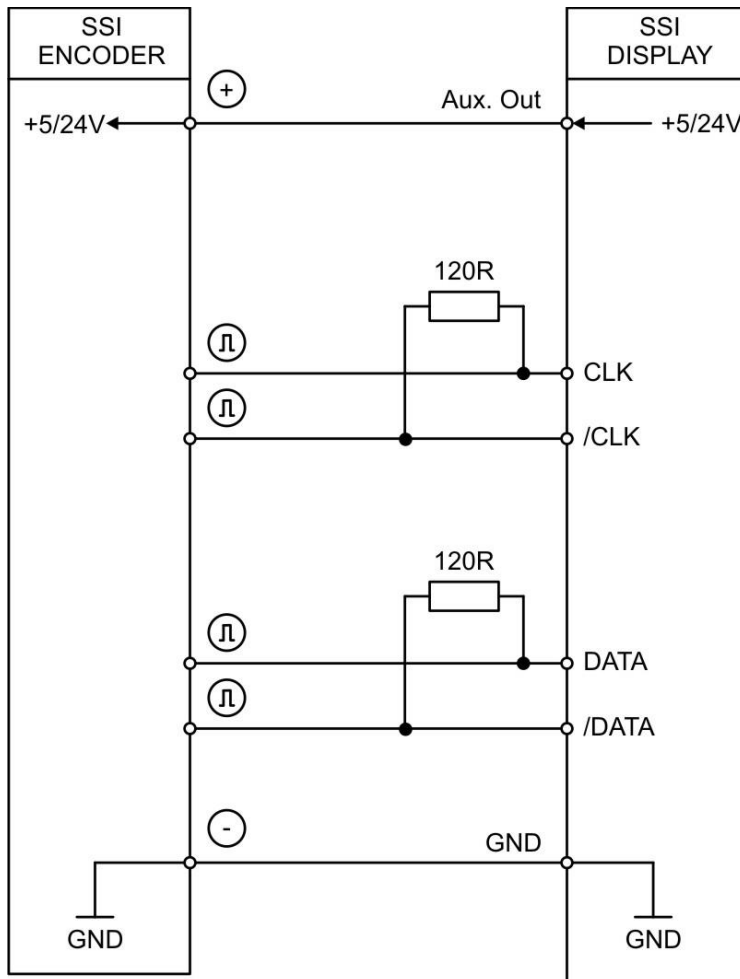 SSI
ENCODER
SSI
DISPLAY
+
Aux. Out
+5/24V
+5/24V
120R
CLK
/CLK
120R
DATA
/DATA
-
GND
GND
GND